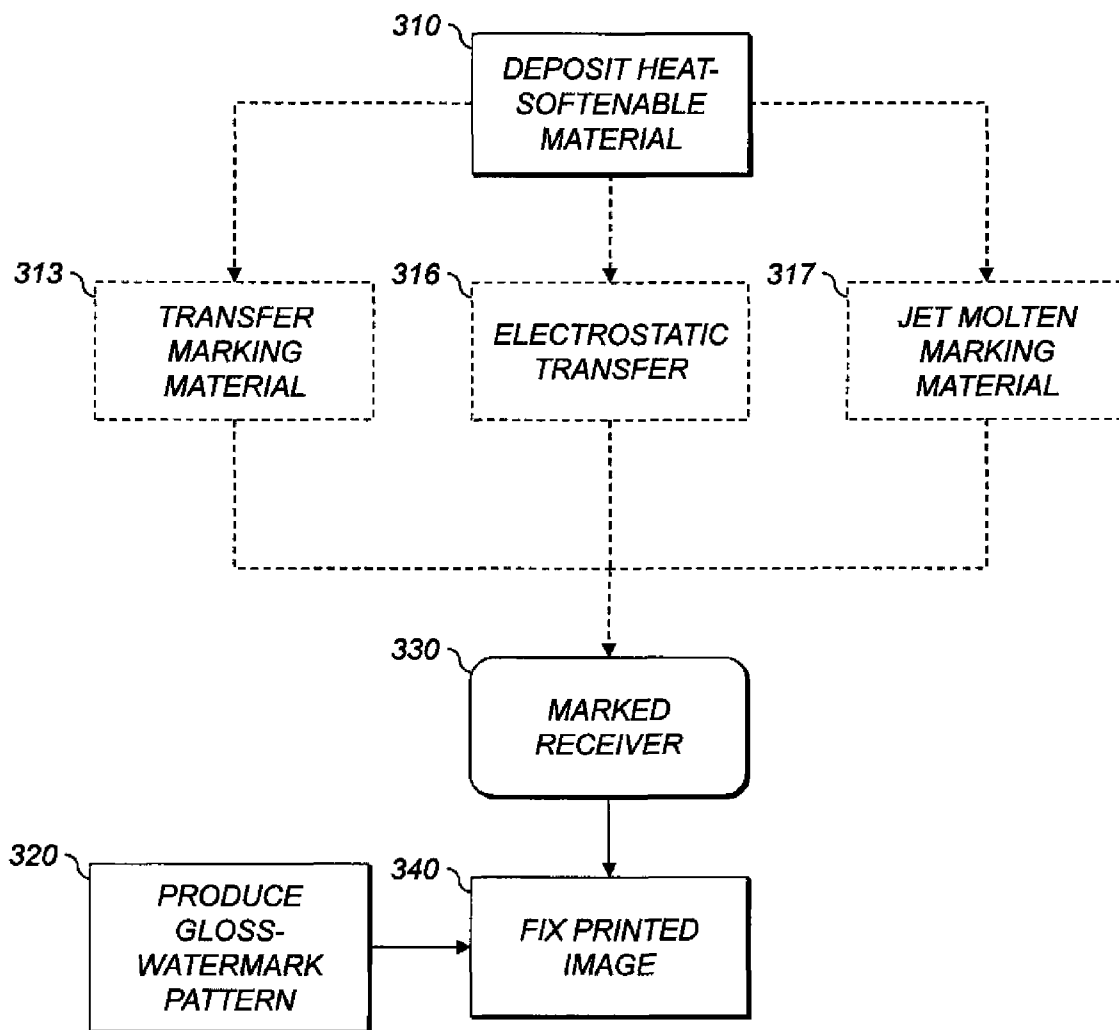 310
DEPOSIT HEAT-
SOFTENABLE
MATERIAL
313
TRANSFER
MARKING
MATERIAL
316
ELECTROSTATIC
TRANSFER
317
JET MOLTEN
MARKING
MATERIAL
330
MARKED
RECEIVER
320
PRODUCE
GLOSS-
WATERMARK
PATTERN
340
FIX PRINTED
IMAGE